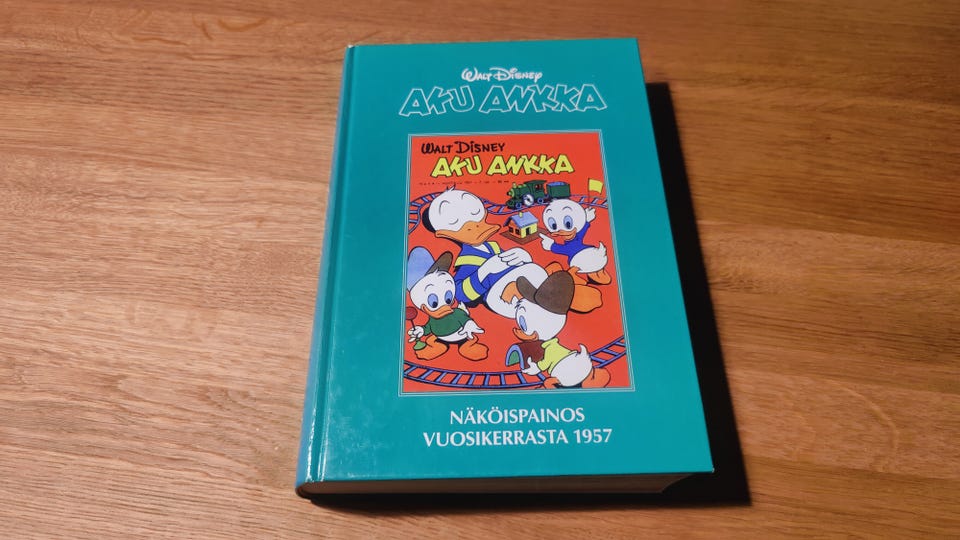 WALT DISNEY
AKU ANKKA
WALT DISNEY
AKU ANKKA
NÄKÖISPAINOS
VUOSIKERRASTA 1957